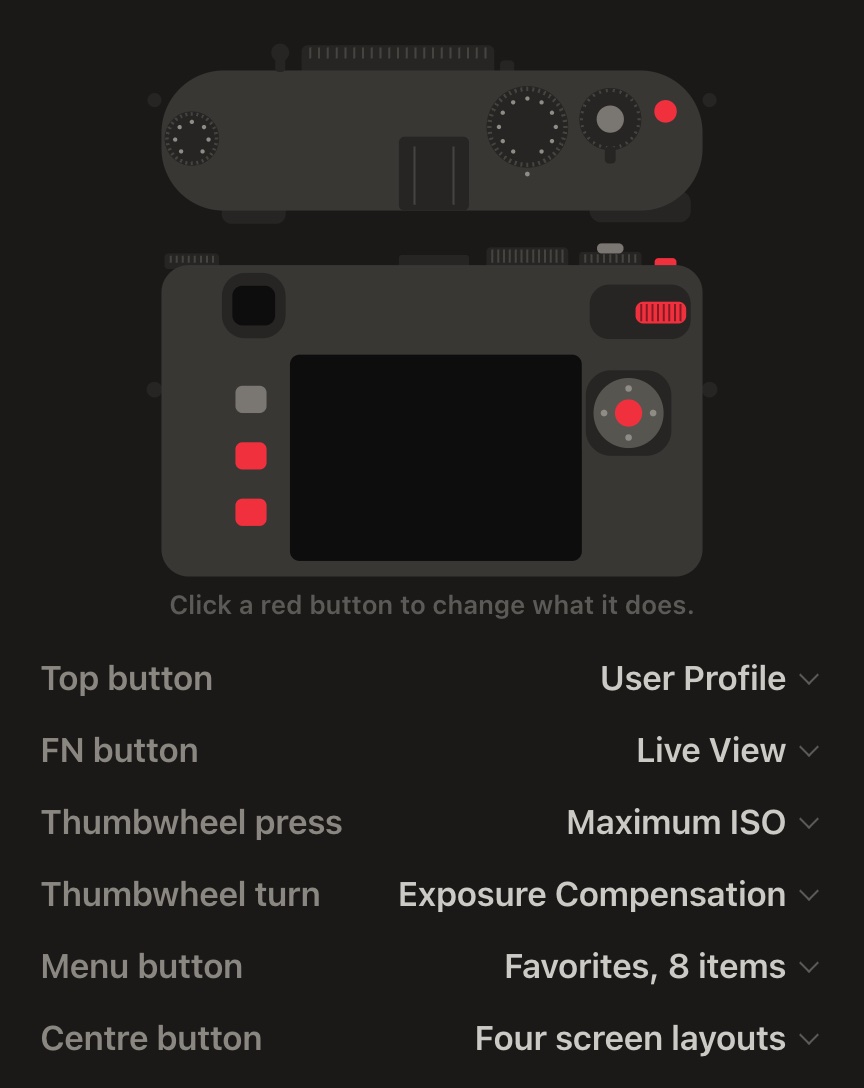 Click a red button to change what it does.
Top button User Profile
FN button Live View
Thumbwheel press Maximum ISO
Thumbwheel turn Exposure Compensation
Menu button Favorites, 8 items
Centre button Four screen layouts